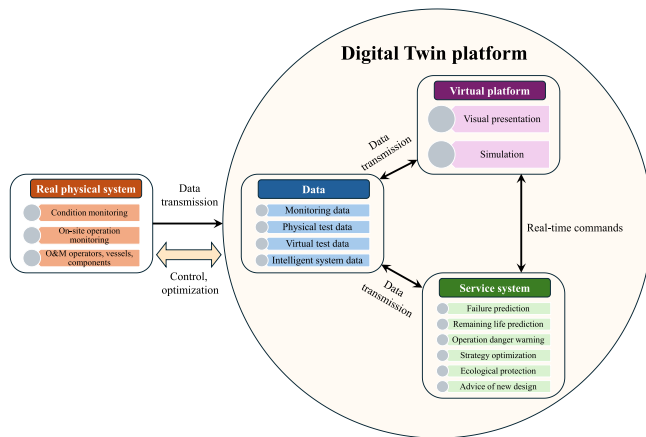 Digital Twin platform
Real physical system
Condition monitoring
On-site operation
monitoring
O&M operators, vessels,
components
Data
transmission
Control,
optimization
Data
Monitoring data
Physical test data
Virtual test data
Intelligent system data
Data
transmission
Virtual platform
Visual presentation
Simulation
Real-time commands
Data
transmission
Service system
Failure prediction
Remaining life prediction
Operation danger warning
Strategy optimization
Ecological protection
Advice of new design